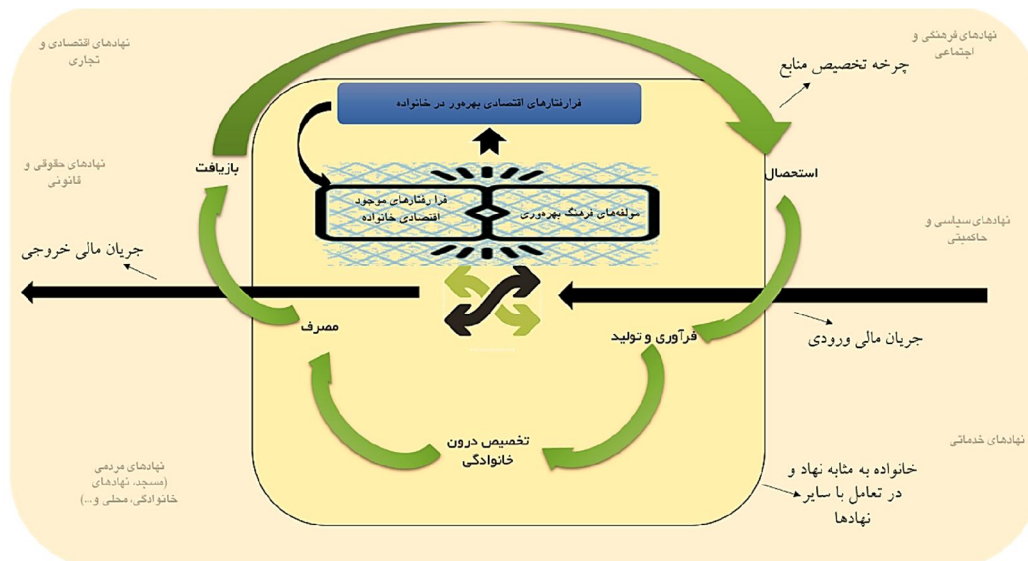 نهادهای فرهنگی و
اجتماعی
نهادهای اقتصادی و
تجاری
چرخه تخصیص منابع
فرارفتارهای اقتصادی بهره‌ور در خانواده
استحصال
بازیافت
نهادهای حقوقی و
قانونی
مولفه‌های فرهنگ بهره‌وری
فرا رفتارهای موجود
اقتصادی خانواده
نهادهای سیاسی و
حاکمیتی
جریان مالی خروجی
جریان مالی ورودی
فرآوری و تولید
مصرف
تخصیص درون
خانوادگی
نهادهای خدماتی
خانواده به مثابه نهاد و
در تعامل با سایر
نهادها
نهادهای مردمی
(مسجد، نهادهای
خانوادگی، محلی و...)